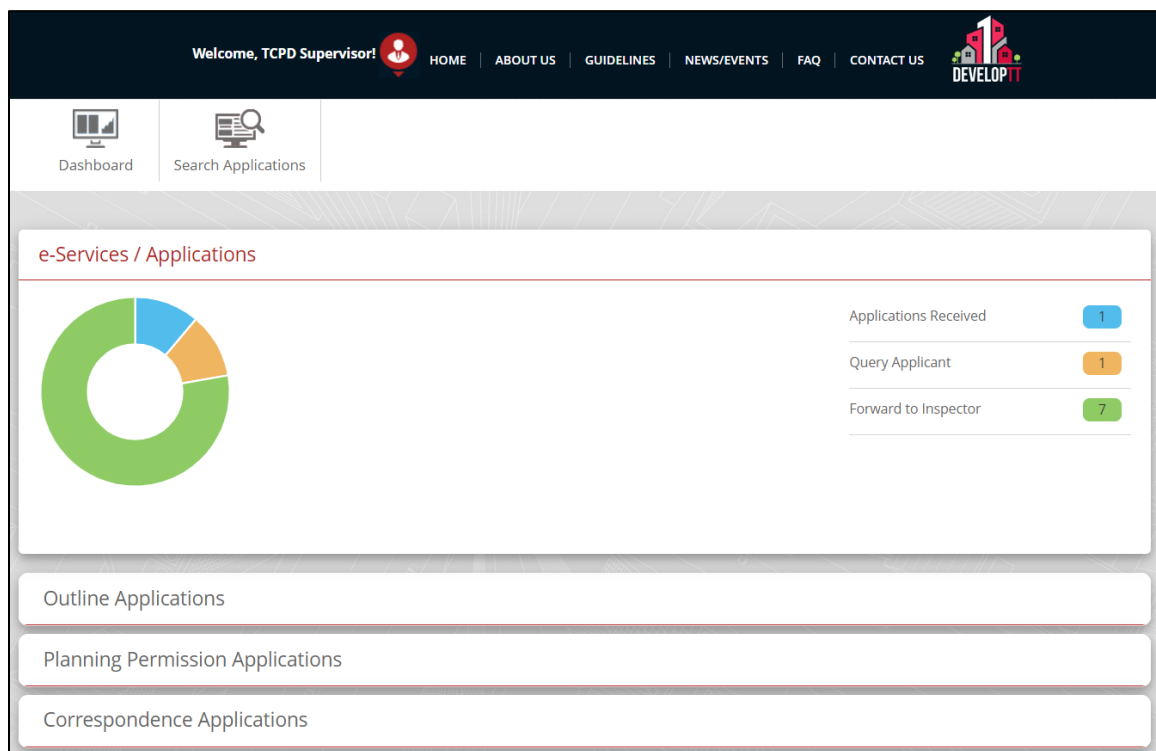 Welcome, TCPD Supervisor! HOME ABOUT US GUIDELINES NEWS/EVENTS FAQ CONTACT US
DEVELOPTT
Dashboard Search Applications
e-Services / Applications
Applications Received 1
Query Applicant 1
Forward to Inspector 7
Outline Applications
Planning Permission Applications
Correspondence Applications